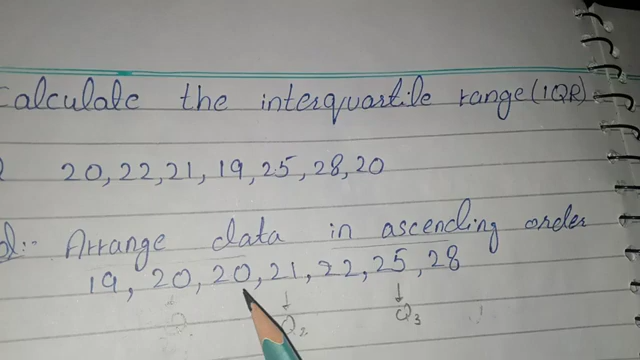 alculate the interquartile range (IQR)
20, 22, 21, 19, 25, 28, 20
Arrange data in ascending order
19, 20, 20, 21, 22, 25, 28
Q2 Q3